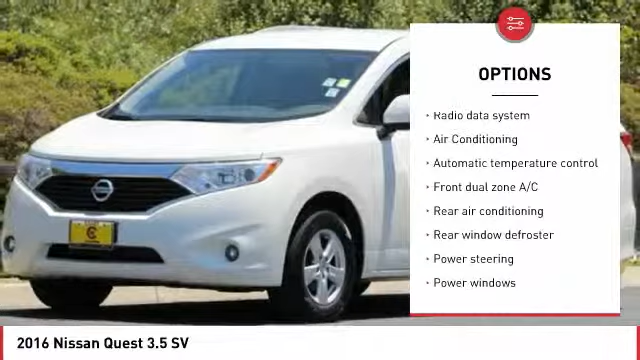 OPTIONS
Radio data system
Air Conditioning
Automatic temperature control
Front dual zone A/C
Rear air conditioning
Rear window defroster
Power steering
Power windows
2016 Nissan Quest 3.5 SV